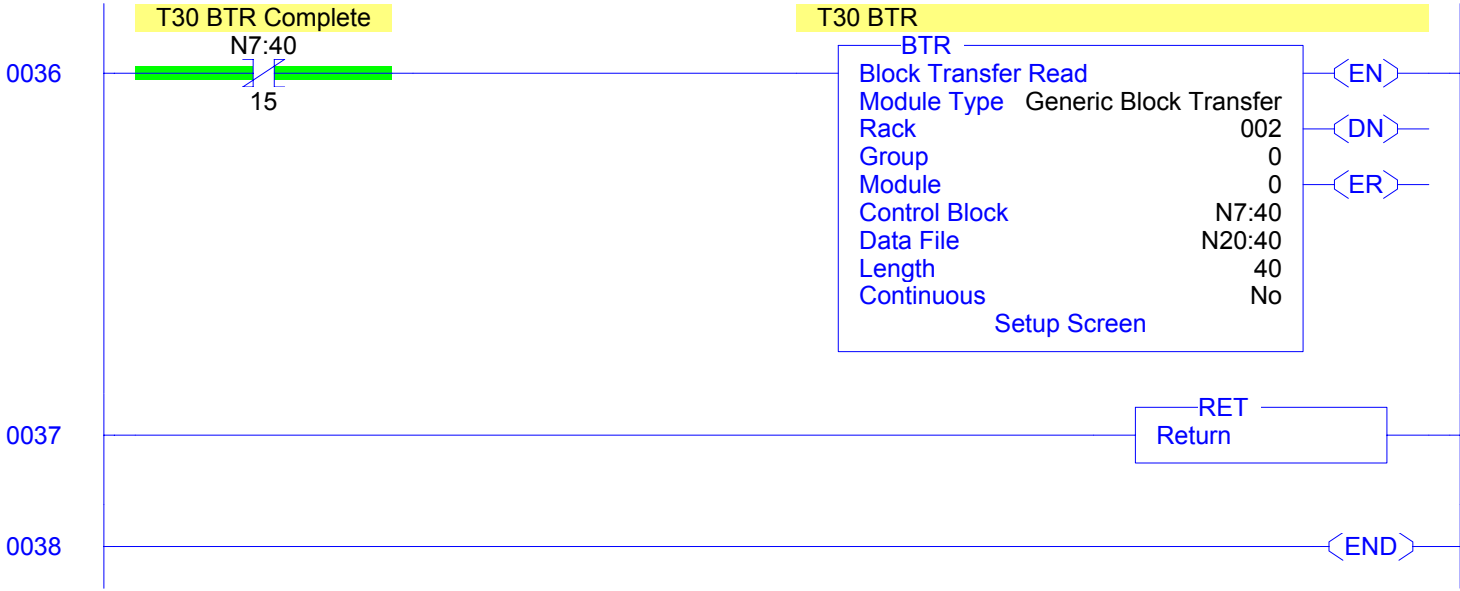 T30 BTR Complete
T30 BTR
N7:40
BTR
0036
Block Transfer Read
EN
15
Module Type Generic Block Transfer
Rack 002
DN
Group 0
Module 0
ER
Control Block N7:40
Data File N20:40
Length 40
Continuous No
Setup Screen
RET
0037
Return
0038
END